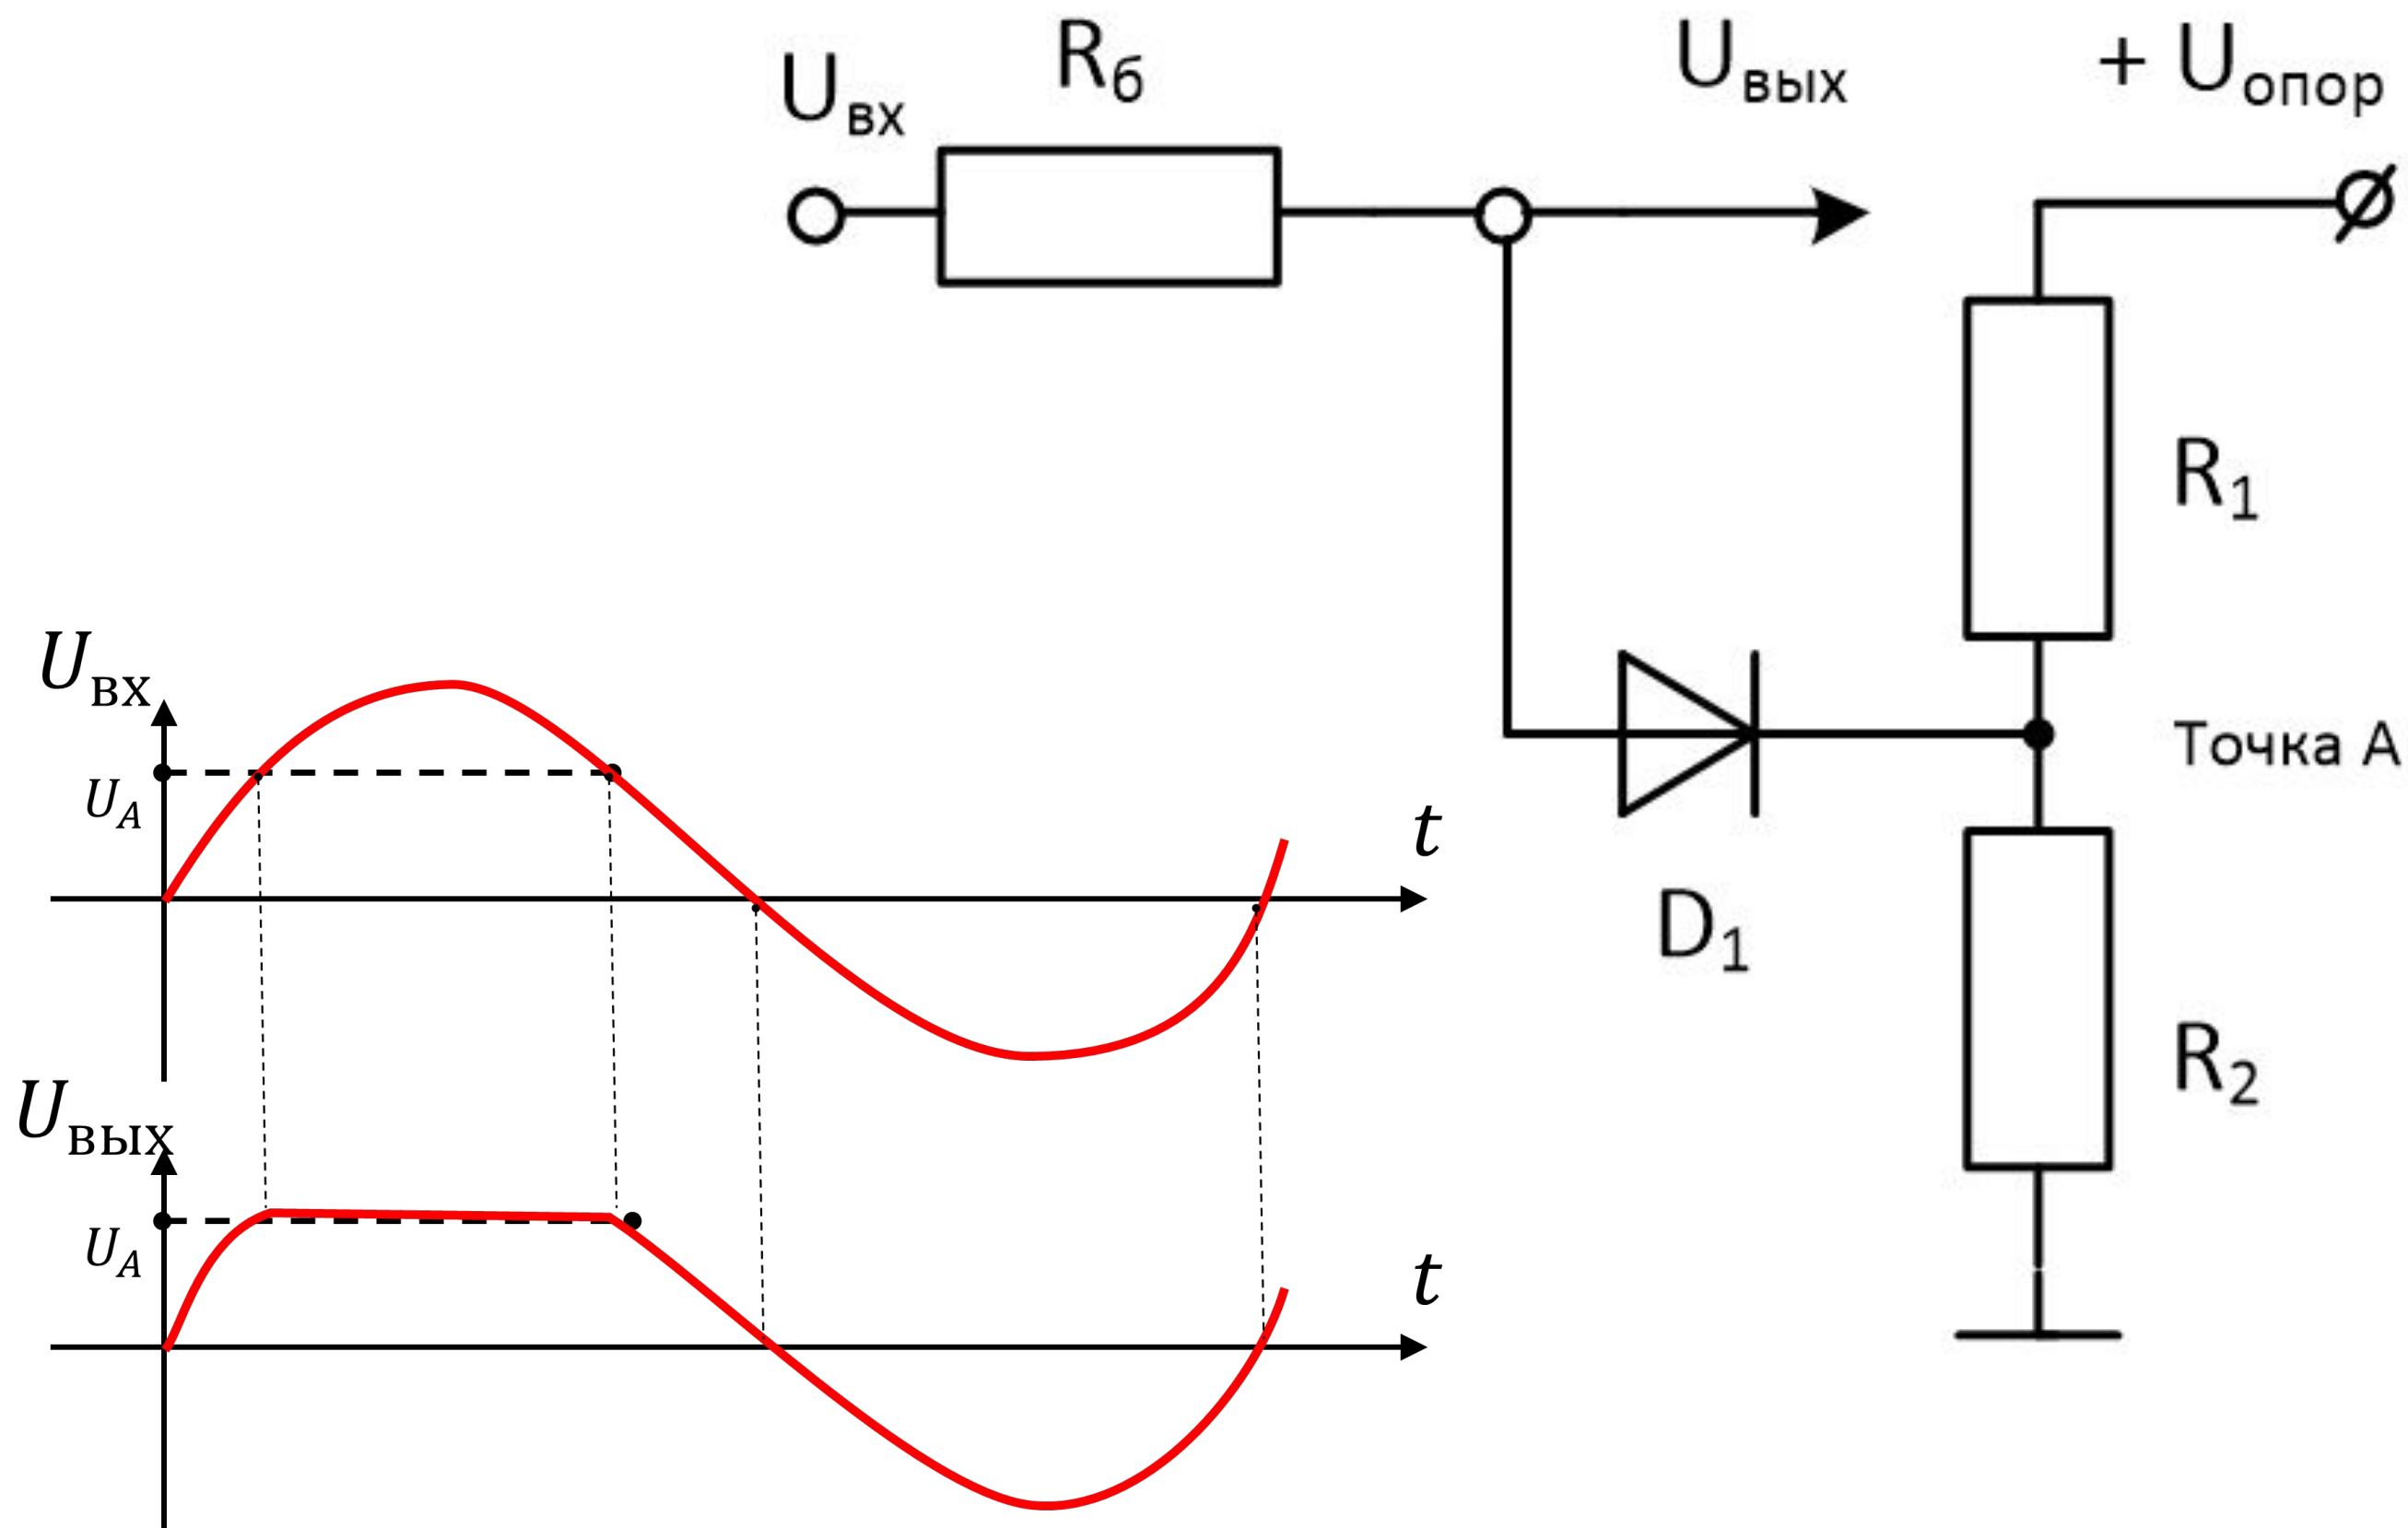 Uвх
Rб
Uвых
+ Uопор
R1
Точка А
D1
R2
Uвх
UA
t
Uвых
UA
t